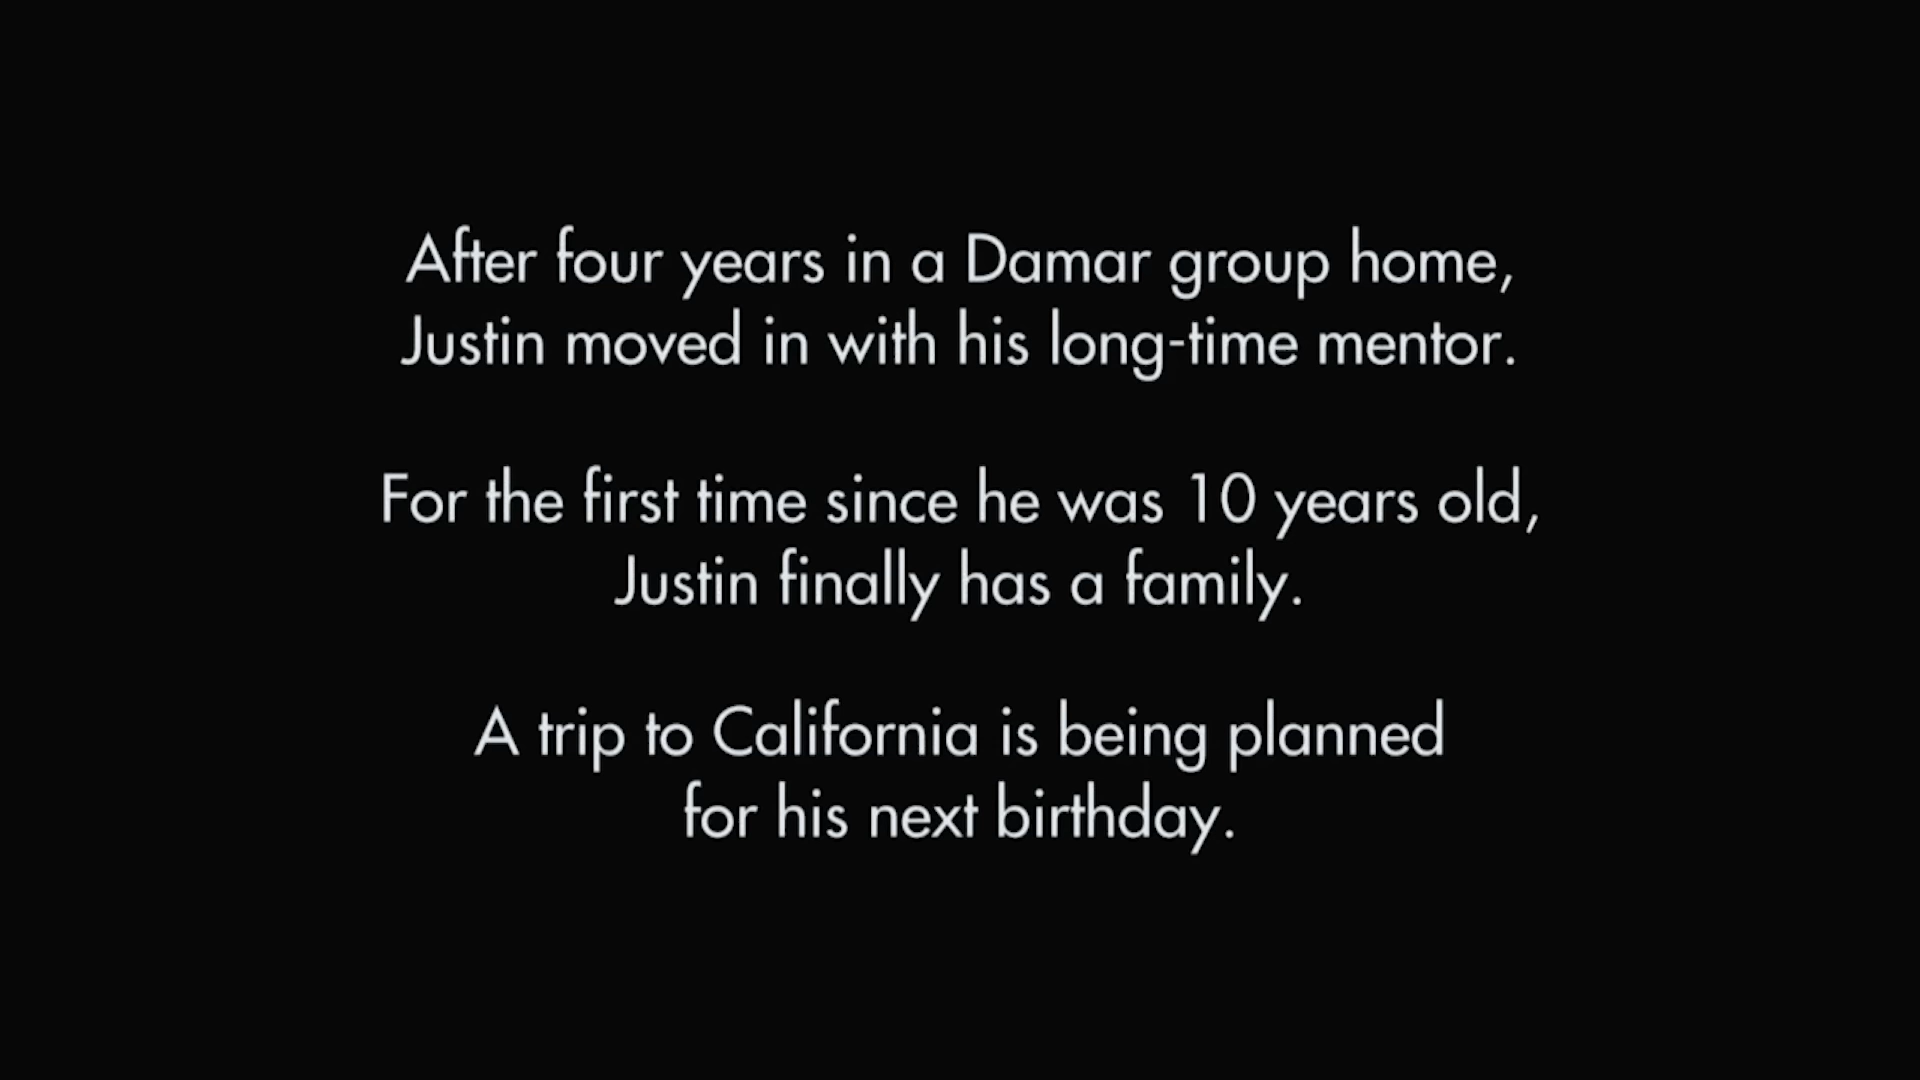 After four years in a Damar group home,
Justin moved in with his long-time mentor.
For the first time since he was 10 years old,
Justin finally has a family.
A trip to California is being planned
for his next birthday.